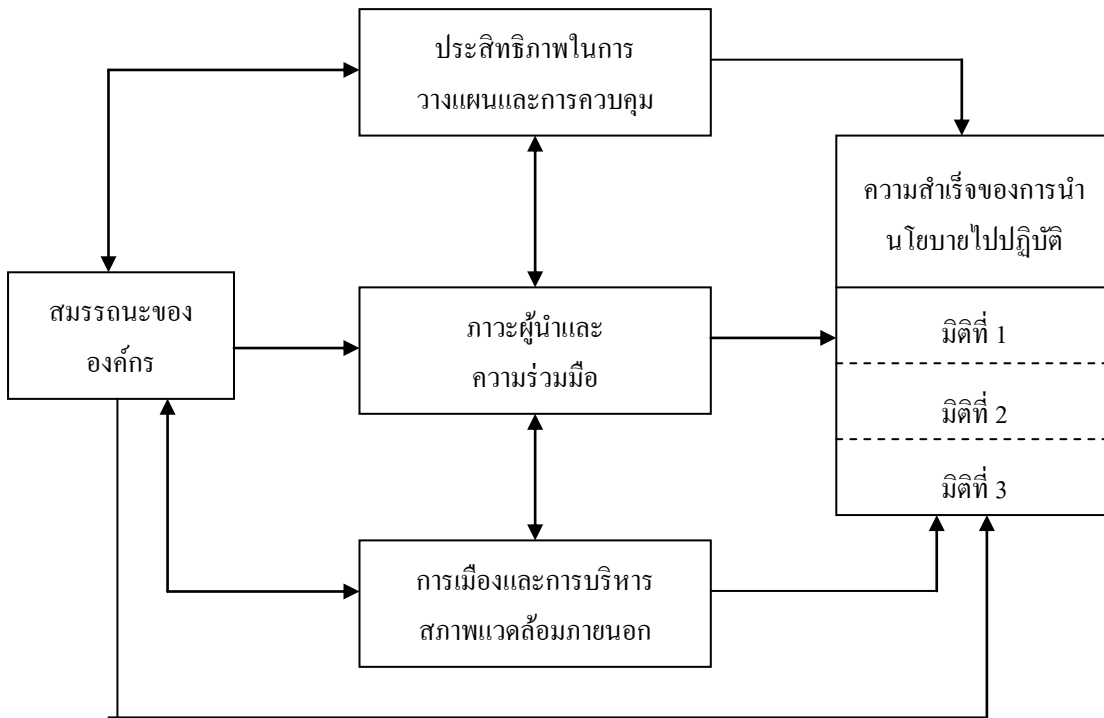 ประสิทธิภาพในการ
วางแผนและการควบคุม
ความสำเร็จของการนำ
นโยบายไปปฏิบัติ
สมรรถนะของ
องค์กร
ภาวะผู้นำและ
ความร่วมมือ
มิติที่ 1
มิติที่ 2
มิติที่ 3
การเมืองและการบริหาร
สภาพแวดล้อมภายนอก